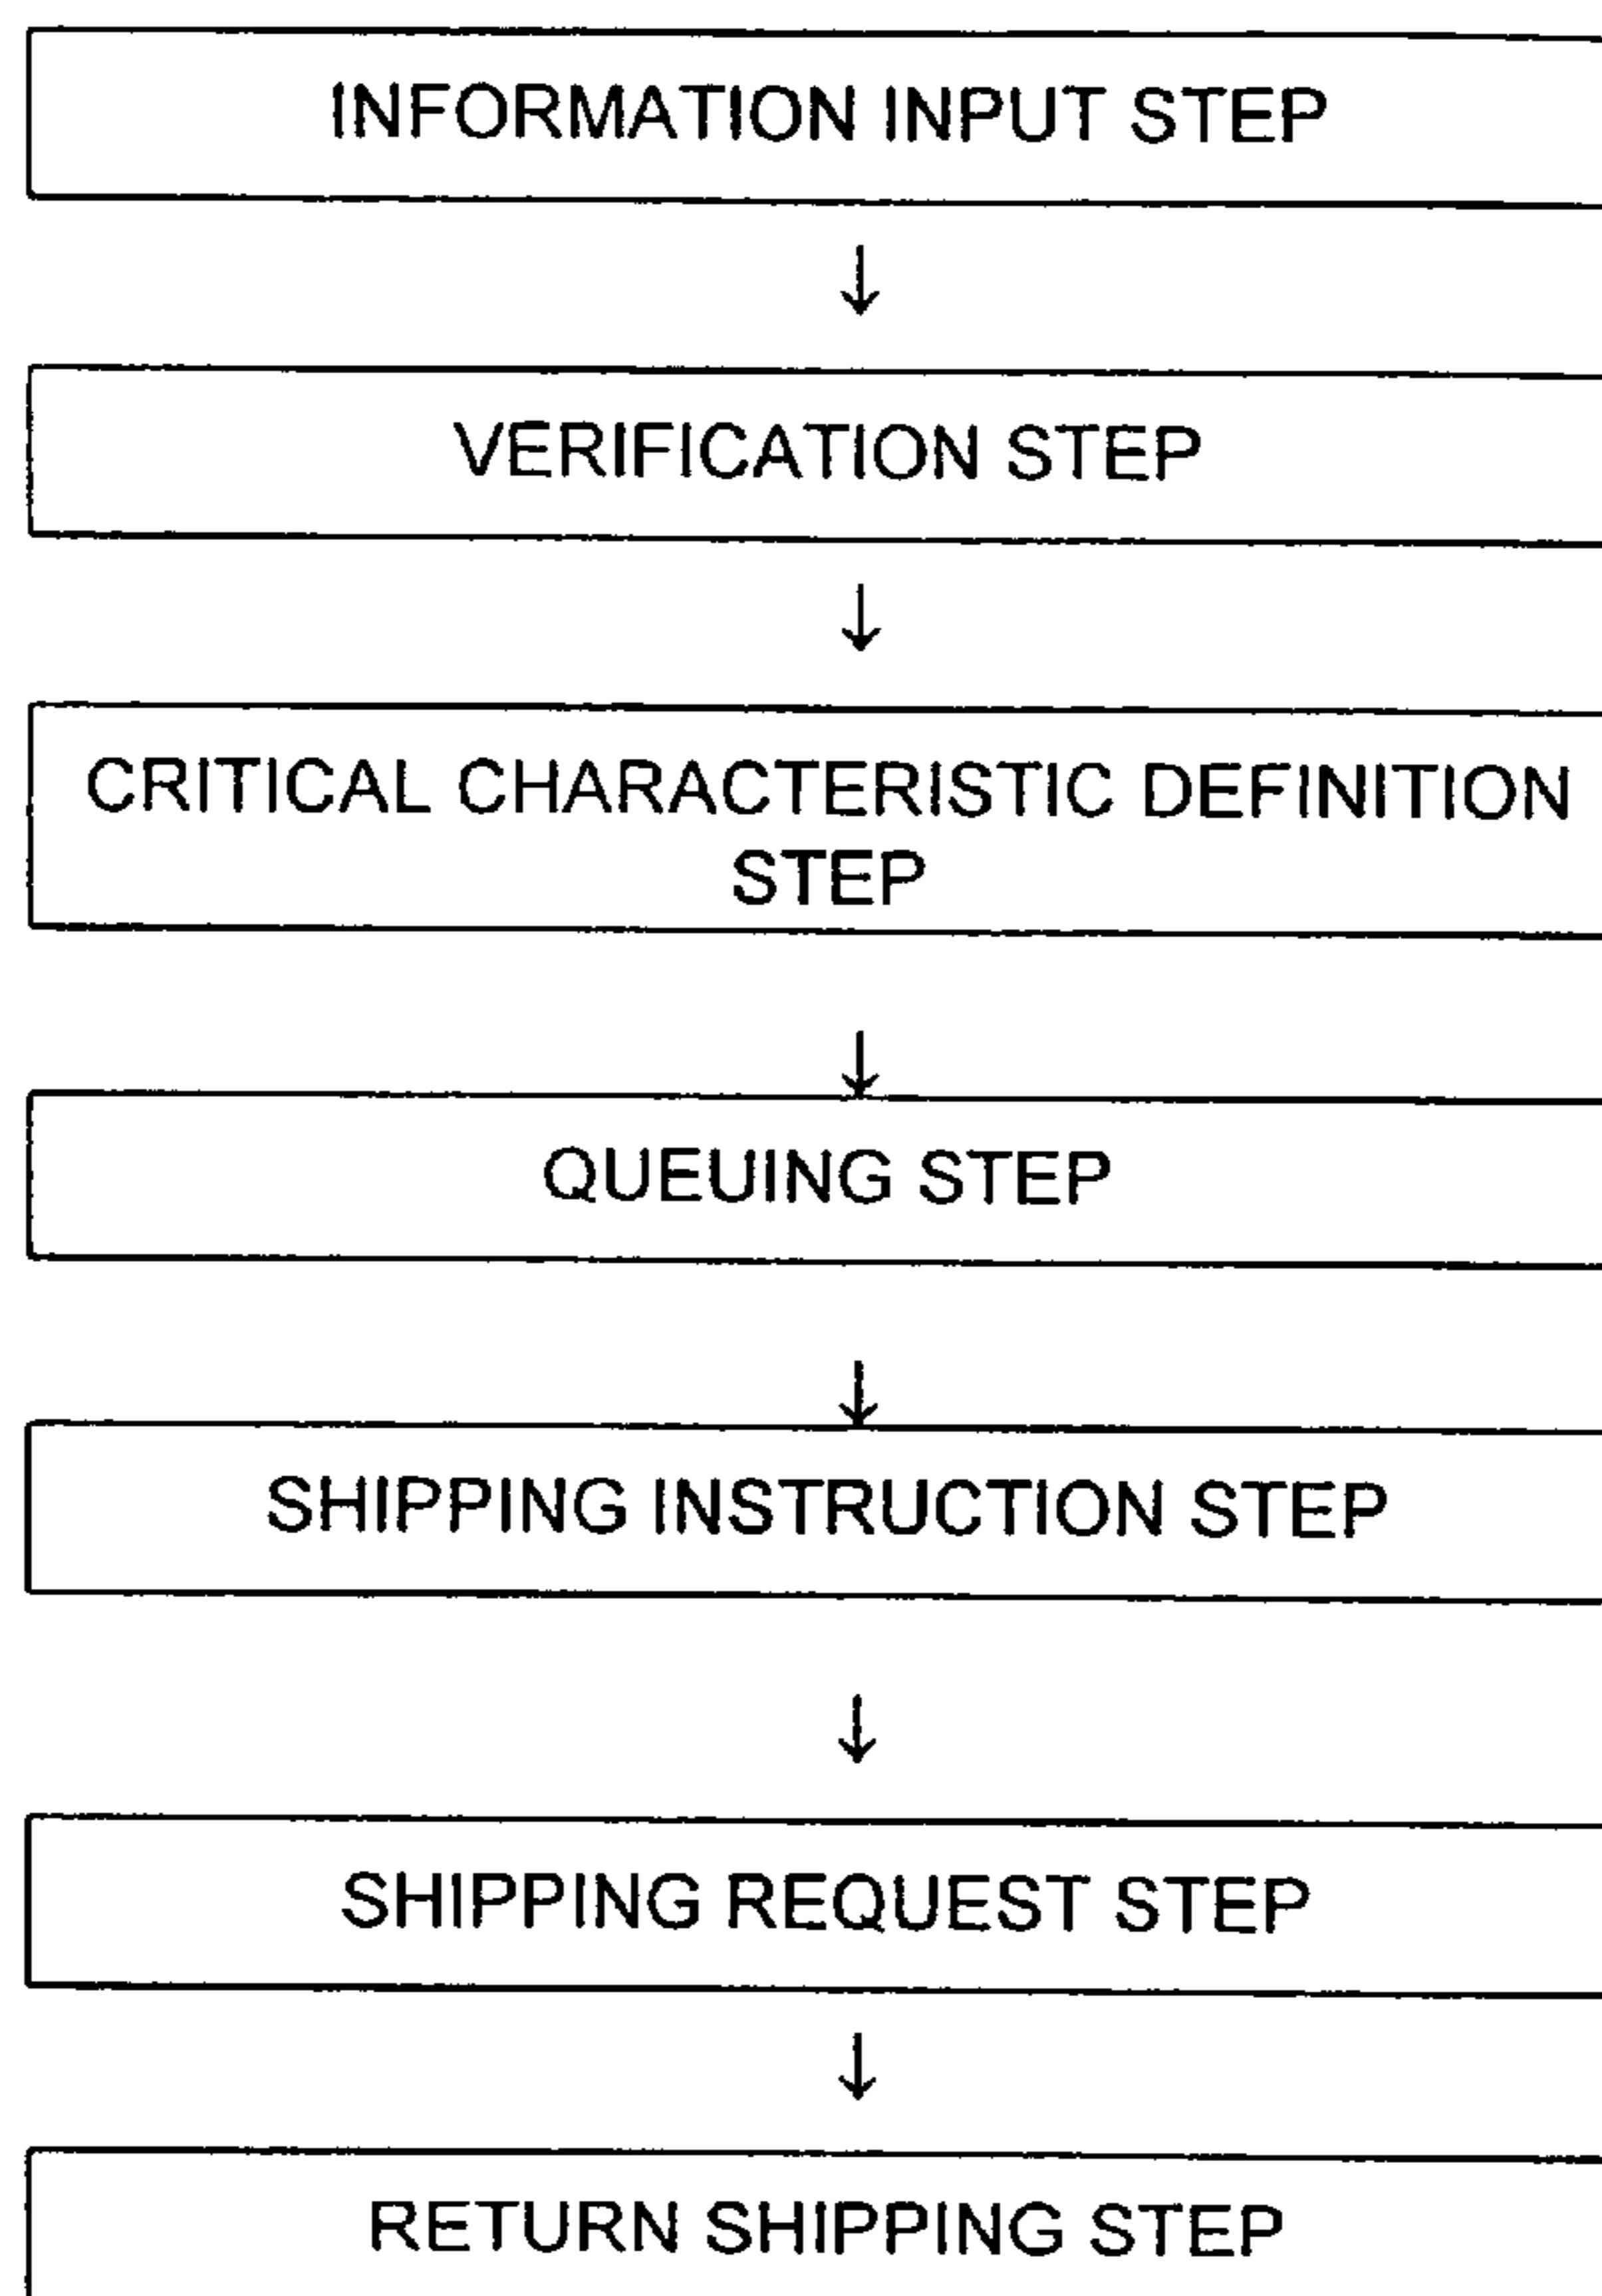 INFORMATION INPUT STEP
↓
VERIFICATION STEP
↓
CRITICAL CHARACTERISTIC DEFINITION
STEP
↓
QUEUING STEP
↓
SHIPPING INSTRUCTION STEP
↓
SHIPPING REQUEST STEP
↓
RETURN SHIPPING STEP